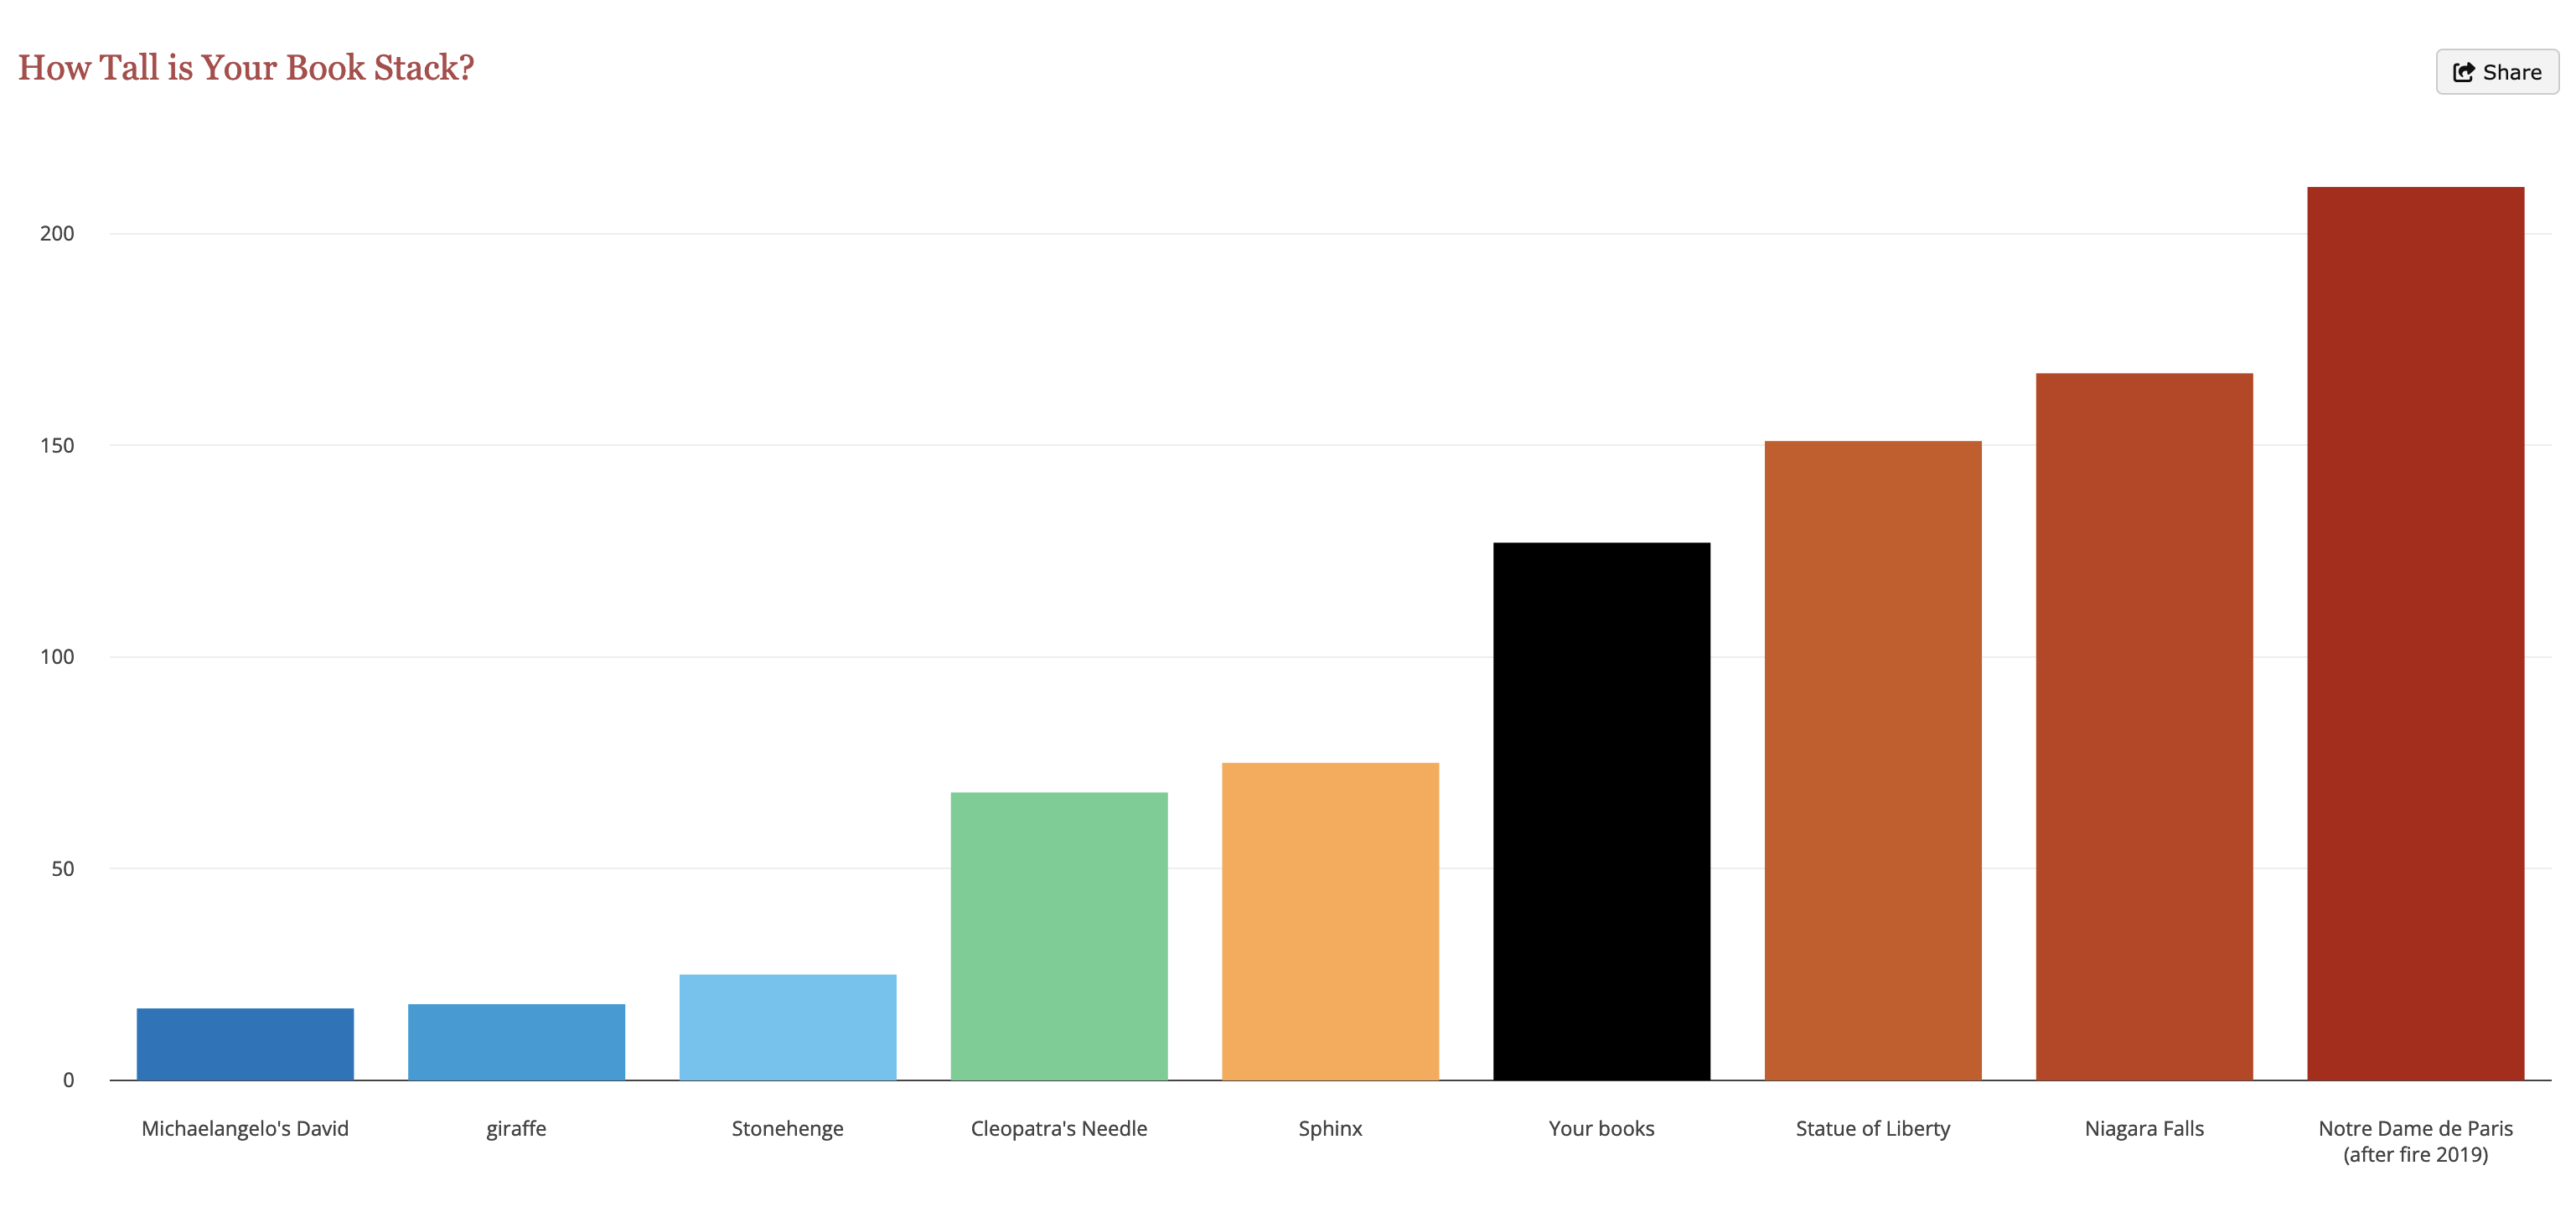 How Tall is Your Book Stack?
Share
200
150
100
50
0
Michaelangelo's David
giraffe
Stonehenge
Cleopatra's Needle
Sphinx
Your books
Statue of Liberty
Niagara Falls
Notre Dame de Paris
(after fire 2019)